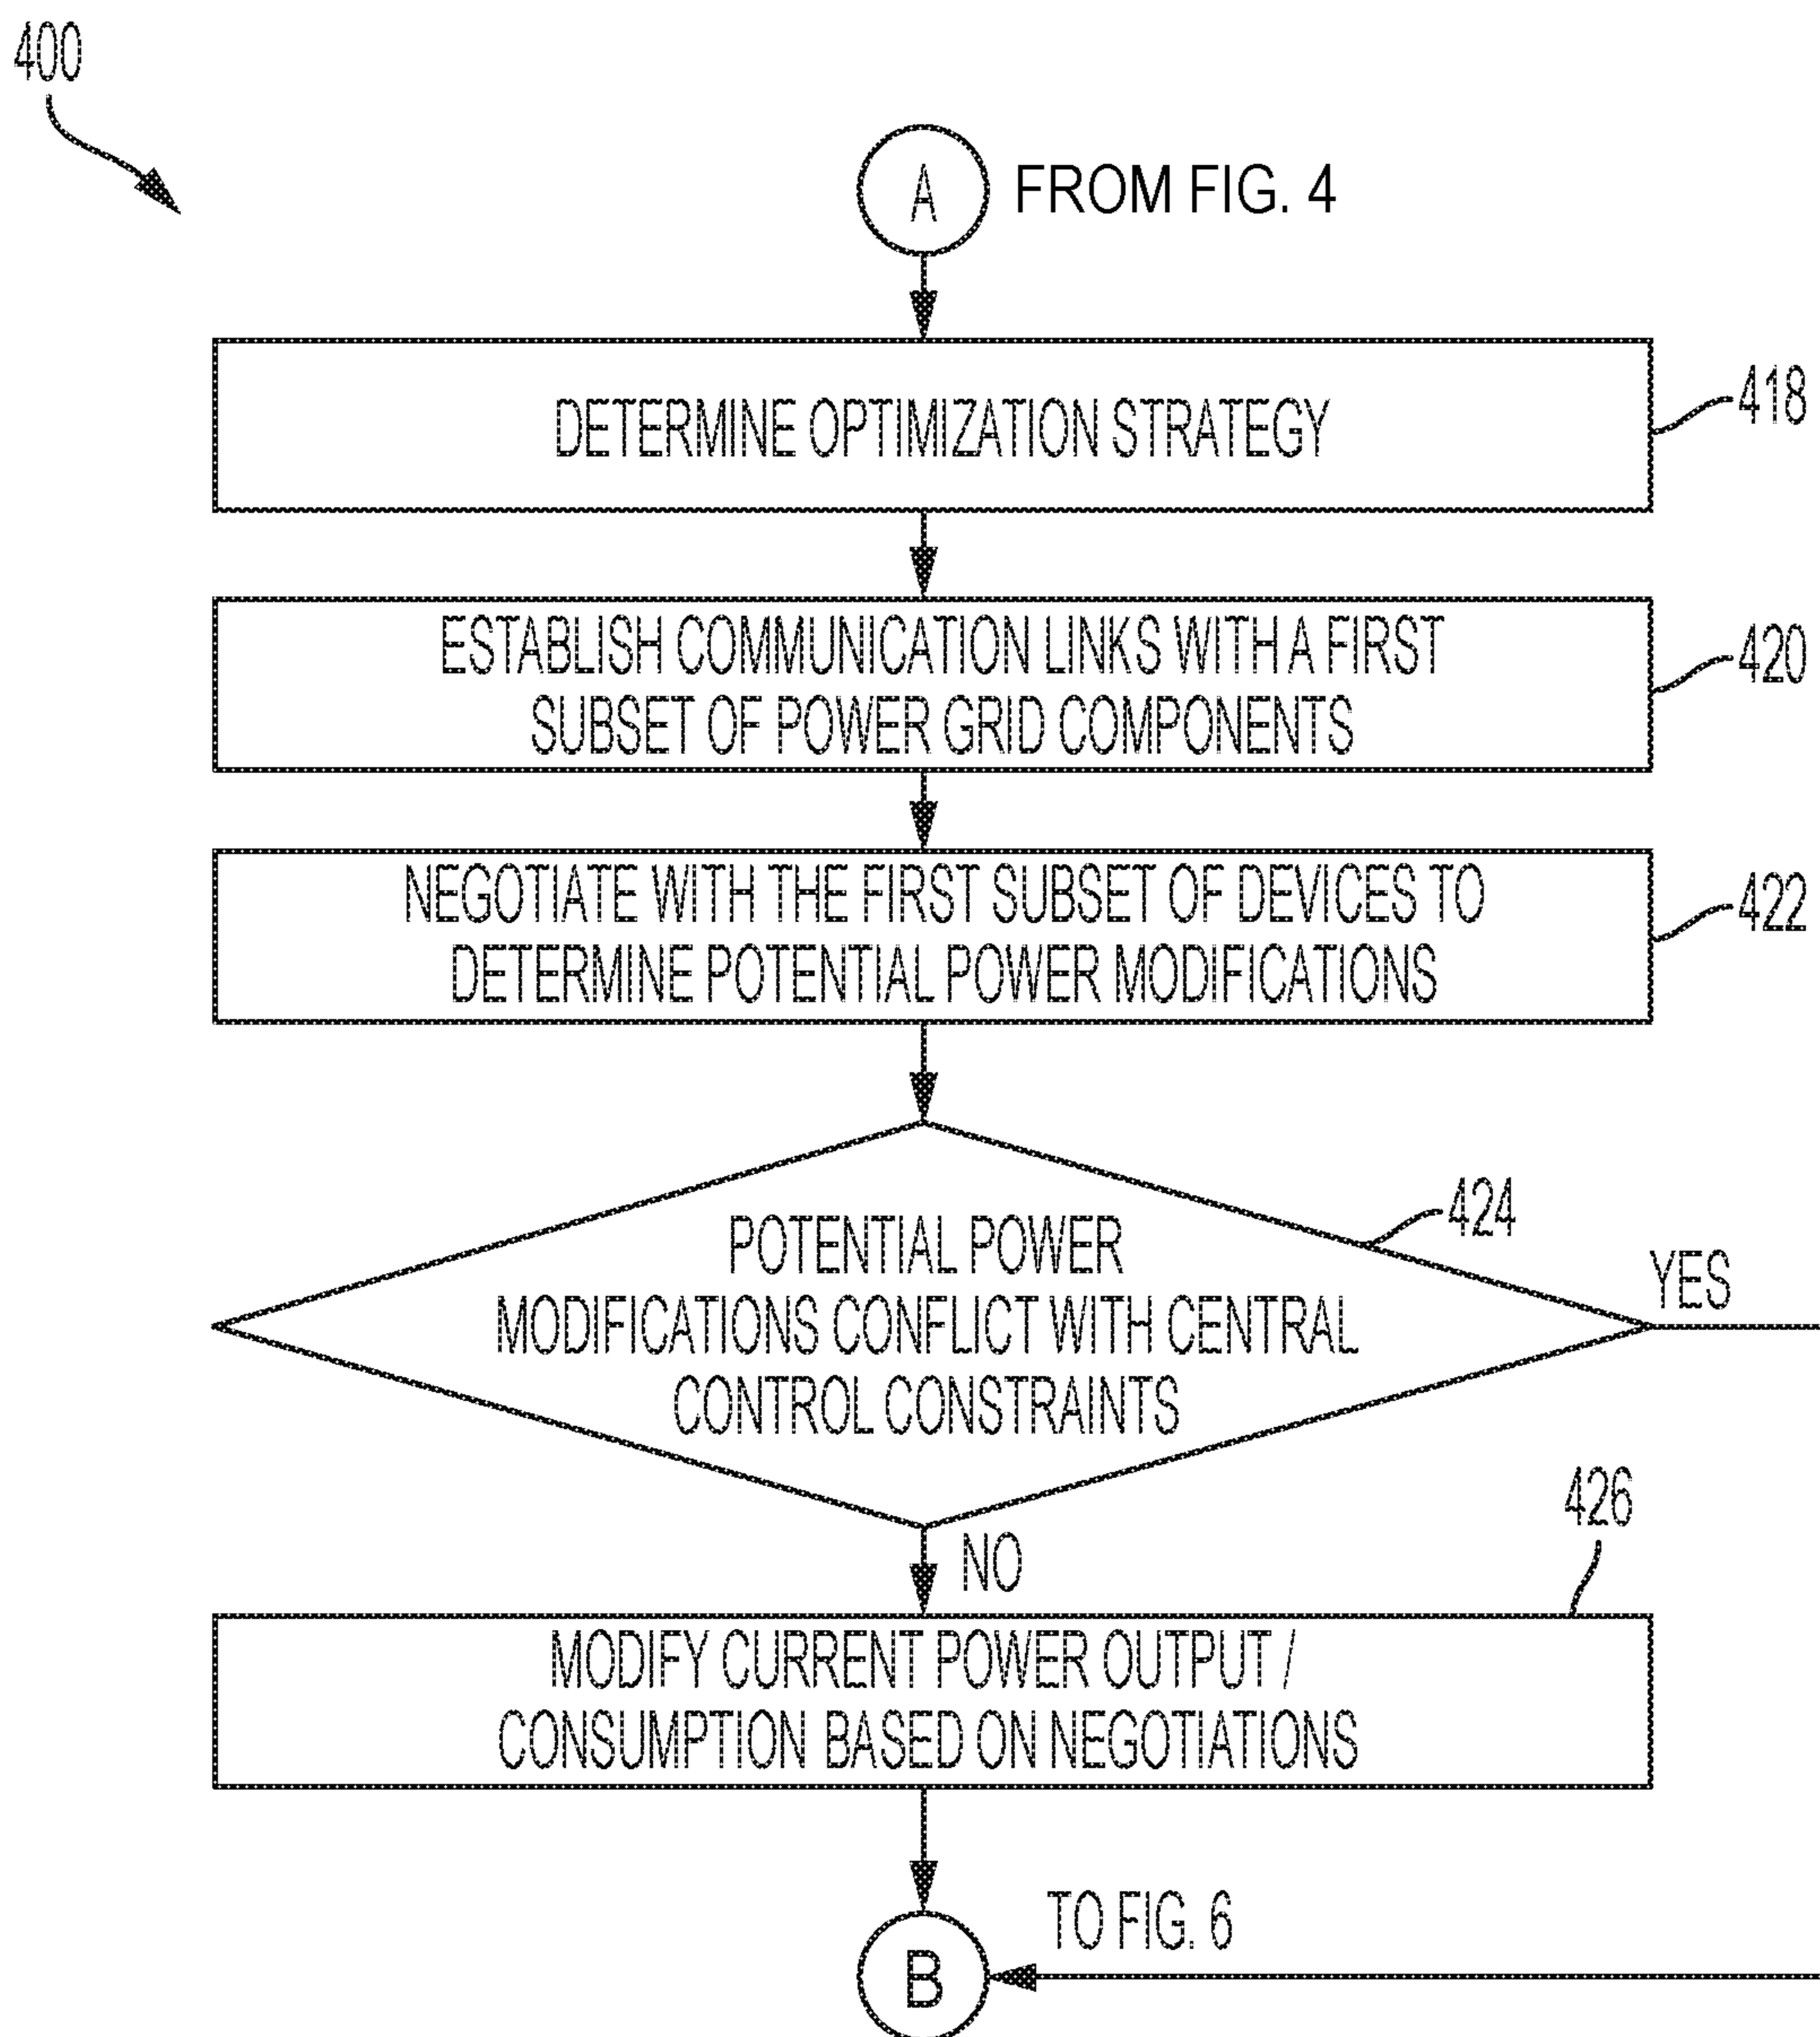 400
A FROM FIG. 4
DETERMINE OPTIMIZATION STRATEGY
418
ESTABLISH COMMUNICATION LINKS WITH A FIRST
SUBSET OF POWER GRID COMPONENTS
420
NEGOTIATE WITH THE FIRST SUBSET OF DEVICES TO
DETERMINE POTENTIAL POWER MODIFICATIONS
422
POTENTIAL POWER
MODIFICATIONS CONFLICT WITH CENTRAL
CONTROL CONSTRAINTS
424
YES
NO
426
MODIFY CURRENT POWER OUTPUT /
CONSUMPTION BASED ON NEGOTIATIONS
TO FIG. 6
B